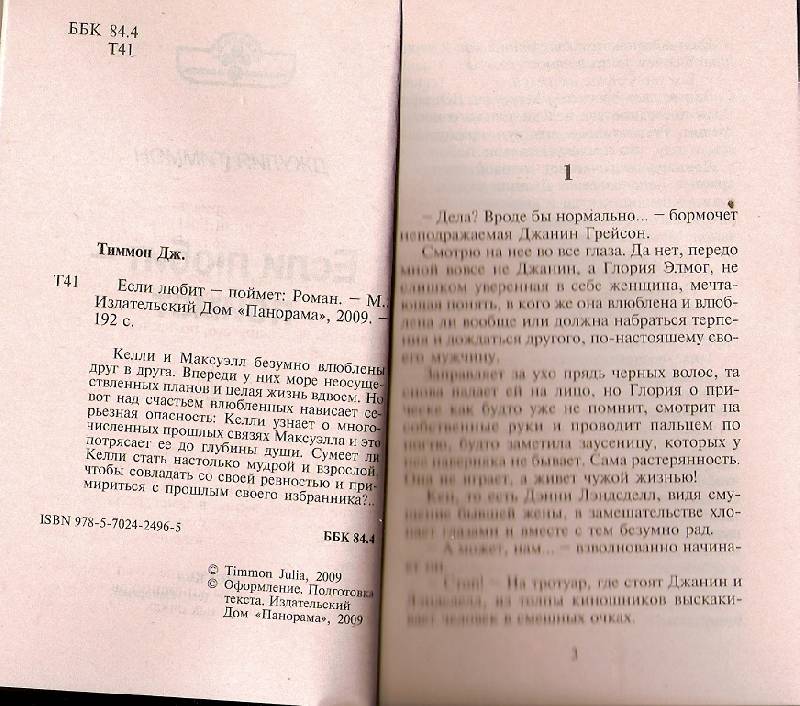 ББК 84.4
Т41
Тиммон Дж.
Т41 Если любит — поймет: Роман. — М.:
Издательский Дом «Панорама», 2009. —
192 с.
Келли и Максуэлл безумно влюблены
друг в друга. Впереди у них море неосуще-
ствленных планов и целая жизнь вдвоем. Но
вот над счастьем влюбленных нависает се-
рьезная опасность: Келли узнает о много-
численных прошлых связях Максуэлла и это
потрясает ее до глубины души. Сумеет ли
Келли стать настолько мудрой и взрослой,
чтобы совладать со своей ревностью и при-
мириться с прошлым своего избранника?..
ISBN 978-5-7024-2496-5
ББК 84.4
© Timmon Julia, 2009
© Оформление. Подготовка
текста. Издательский
Дом «Панорама», 2009
1
— Дела? Вроде бы нормально... — бормочет
неподражаемая Джанин Грейсон.
Смотрю на нее во все глаза. Да нет, передо
мной вовсе не Джанин, а Глория Элмог, не
слишком уверенная в себе женщина, мечта-
ющая понять, в кого же она влюблена и влюб-
лена ли вообще или должна набраться терпе-
ния и дождаться другого, по-настоящему сво-
его мужчину.
Заправляет за ухо прядь черных волос, та
снова падает ей на лицо, но Глория о при-
ческе как будто уже не помнит, смотрит на
собственные руки и проводит пальцем по
ногтю, будто заметила заусеницу, которых у
нее наверняка не бывает. Сама растерянность.
Она не играет, а живет чужой жизнью!
Кен, то есть Дэнни Лэндсделл, видя сму-
щение бывшей жены, в замешательстве хло-
пает глазами и вместе с тем безумно рад.
— А может, нам... — взволнованно начина-
ет он.
— Стоп! — На тротуар, где стоят Джанин и
Лэндсделл, из толпы киношников выскаки-
вает человек в смешных очках.
3